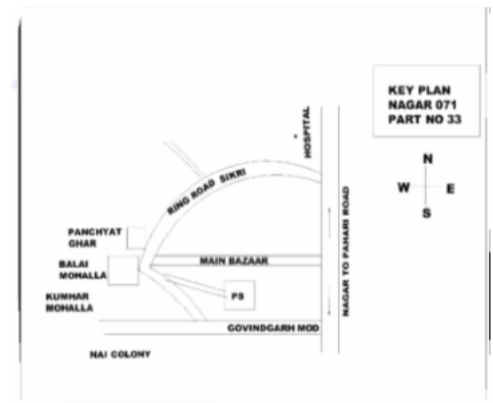 KEY PLAN
NAGAR 071
PART NO 33
HOSPITAL
N
W E
S
RING ROAD SIKRI
NAGAR TO PAHARI ROAD
PANCHYAT
GHAR
BALAI
MOHALLA
MAIN BAZAAR
KUMHAR
MOHALLA
PS
GOVINDGARH MOD
NAI COLONY